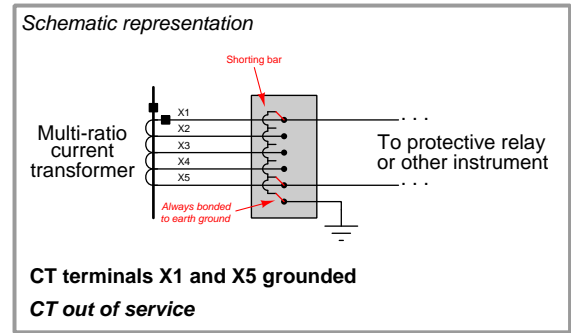 Schematic representation
Shorting bar
X1
X2
X3
X4
X5
Multi-ratio
current
transformer
. . .
To protective relay
or other instrument
. . .
Always bonded
to earth ground
CT terminals X1 and X5 grounded
CT out of service